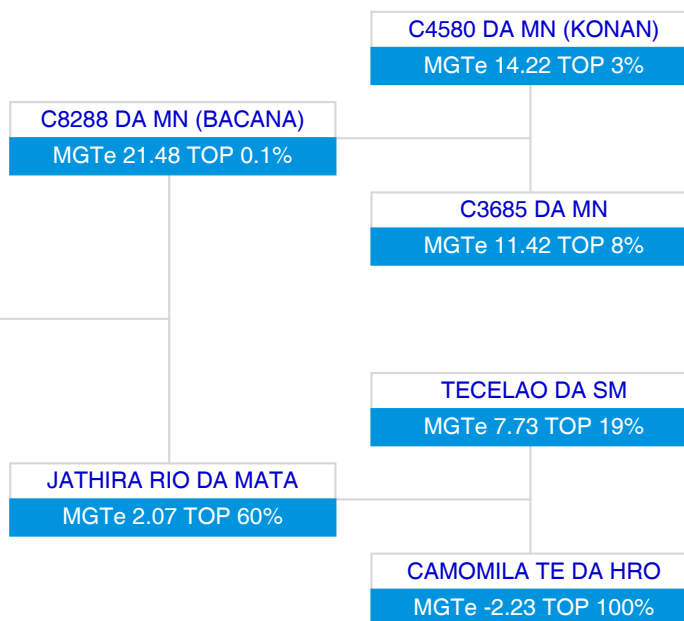 C4580 DA MN (KONAN)
MGTe 14.22 TOP 3%
C8288 DA MN (BACANA)
MGTe 21.48 TOP 0.1%
C3685 DA MN
MGTe 11.42 TOP 8%
TECELAO DA SM
MGTe 7.73 TOP 19%
JATHIRA RIO DA MATA
MGTe 2.07 TOP 60%
CAMOMILA TE DA HRO
MGTe -2.23 TOP 100%